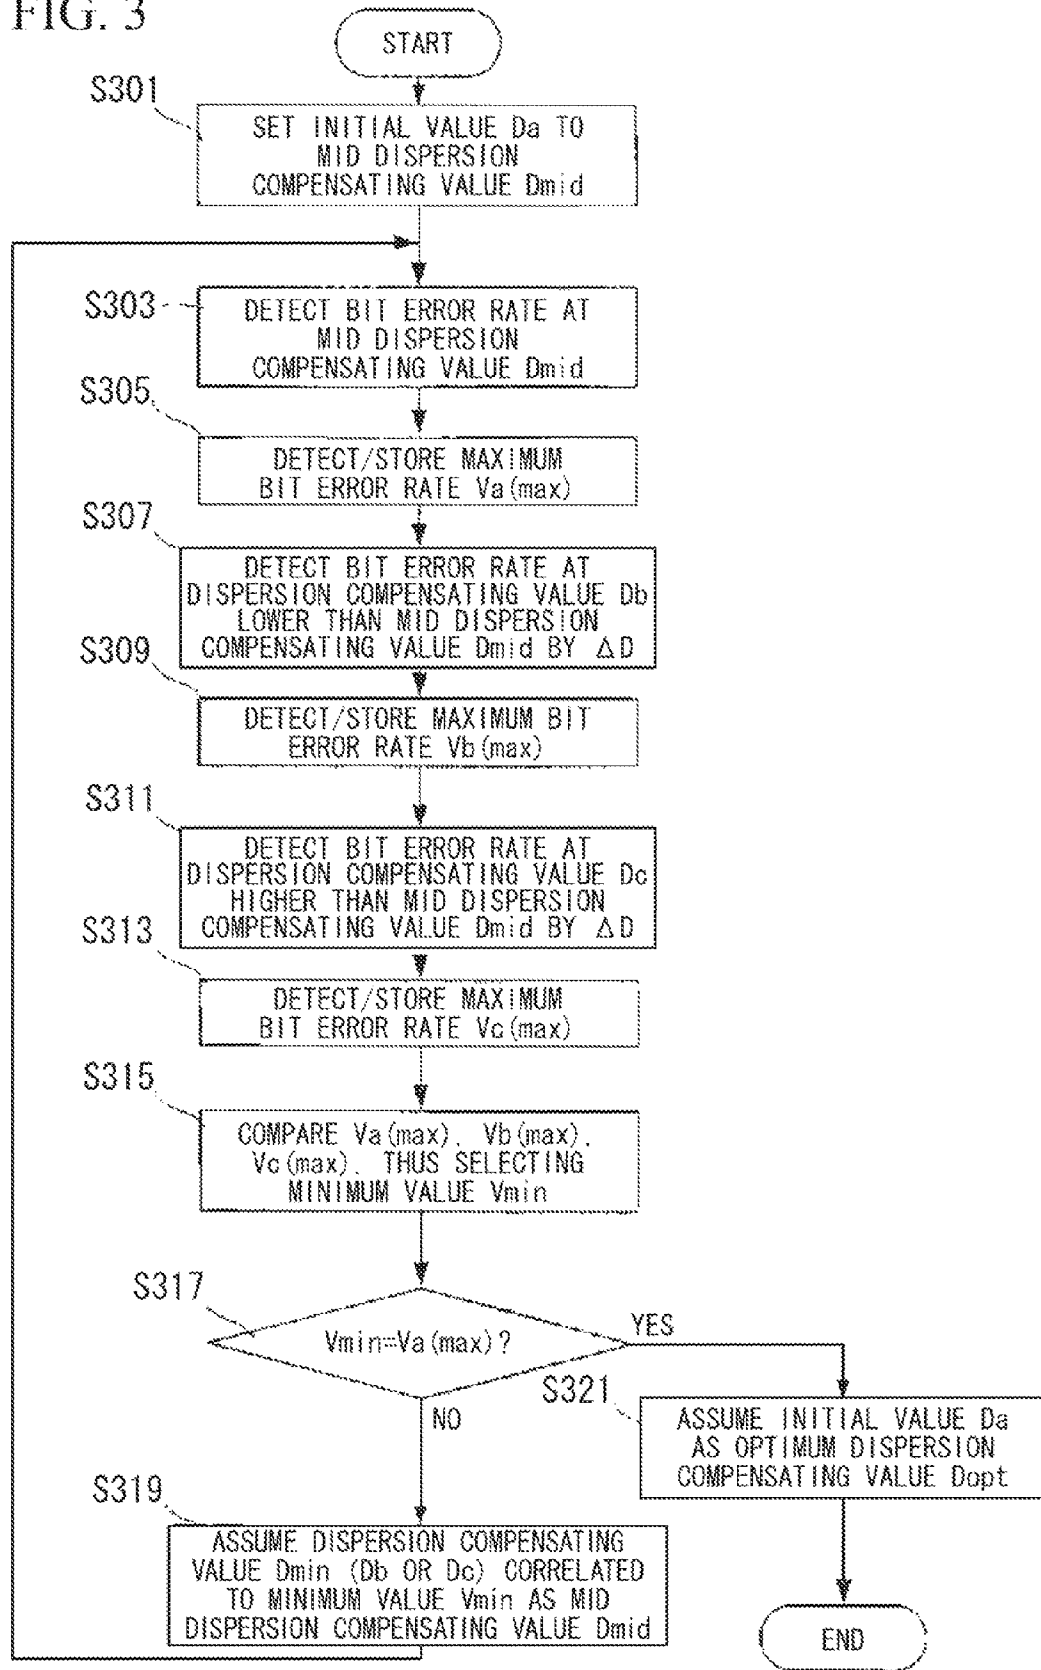 FIG. 3
START
S301
SET INITIAL VALUE Da TO
MID DISPERSION
COMPENSATING VALUE Dmid
S303
DETECT BIT ERROR RATE AT
MID DISPERSION
COMPENSATING VALUE Dmid
S305
DETECT/STORE MAXIMUM
BIT ERROR RATE Va(max)
S307
DETECT BIT ERROR RATE AT
DISPERSION COMPENSATING VALUE Db
LOWER THAN MID DISPERSION
COMPENSATING VALUE Dmid BY ΔD
S309
DETECT/STORE MAXIMUM BIT
ERROR RATE Vb(max)
S311
DETECT BIT ERROR RATE AT
DISPERSION COMPENSATING VALUE Dc
HIGHER THAN MID DISPERSION
COMPENSATING VALUE Dmid BY ΔD
S313
DETECT/STORE MAXIMUM
BIT ERROR RATE Vc(max)
S315
COMPARE Va(max), Vb(max),
Vc(max), THUS SELECTING
MINIMUM VALUE Vmin
S317
Vmin=Va(max)?
YES
NO
S321
ASSUME INITIAL VALUE Da
AS OPTIMUM DISPERSION
COMPENSATING VALUE Dopt
S319
ASSUME DISPERSION COMPENSATING
VALUE Dmin (Db OR Dc) CORRELATED
TO MINIMUM VALUE Vmin AS MID
DISPERSION COMPENSATING VALUE Dmid
END